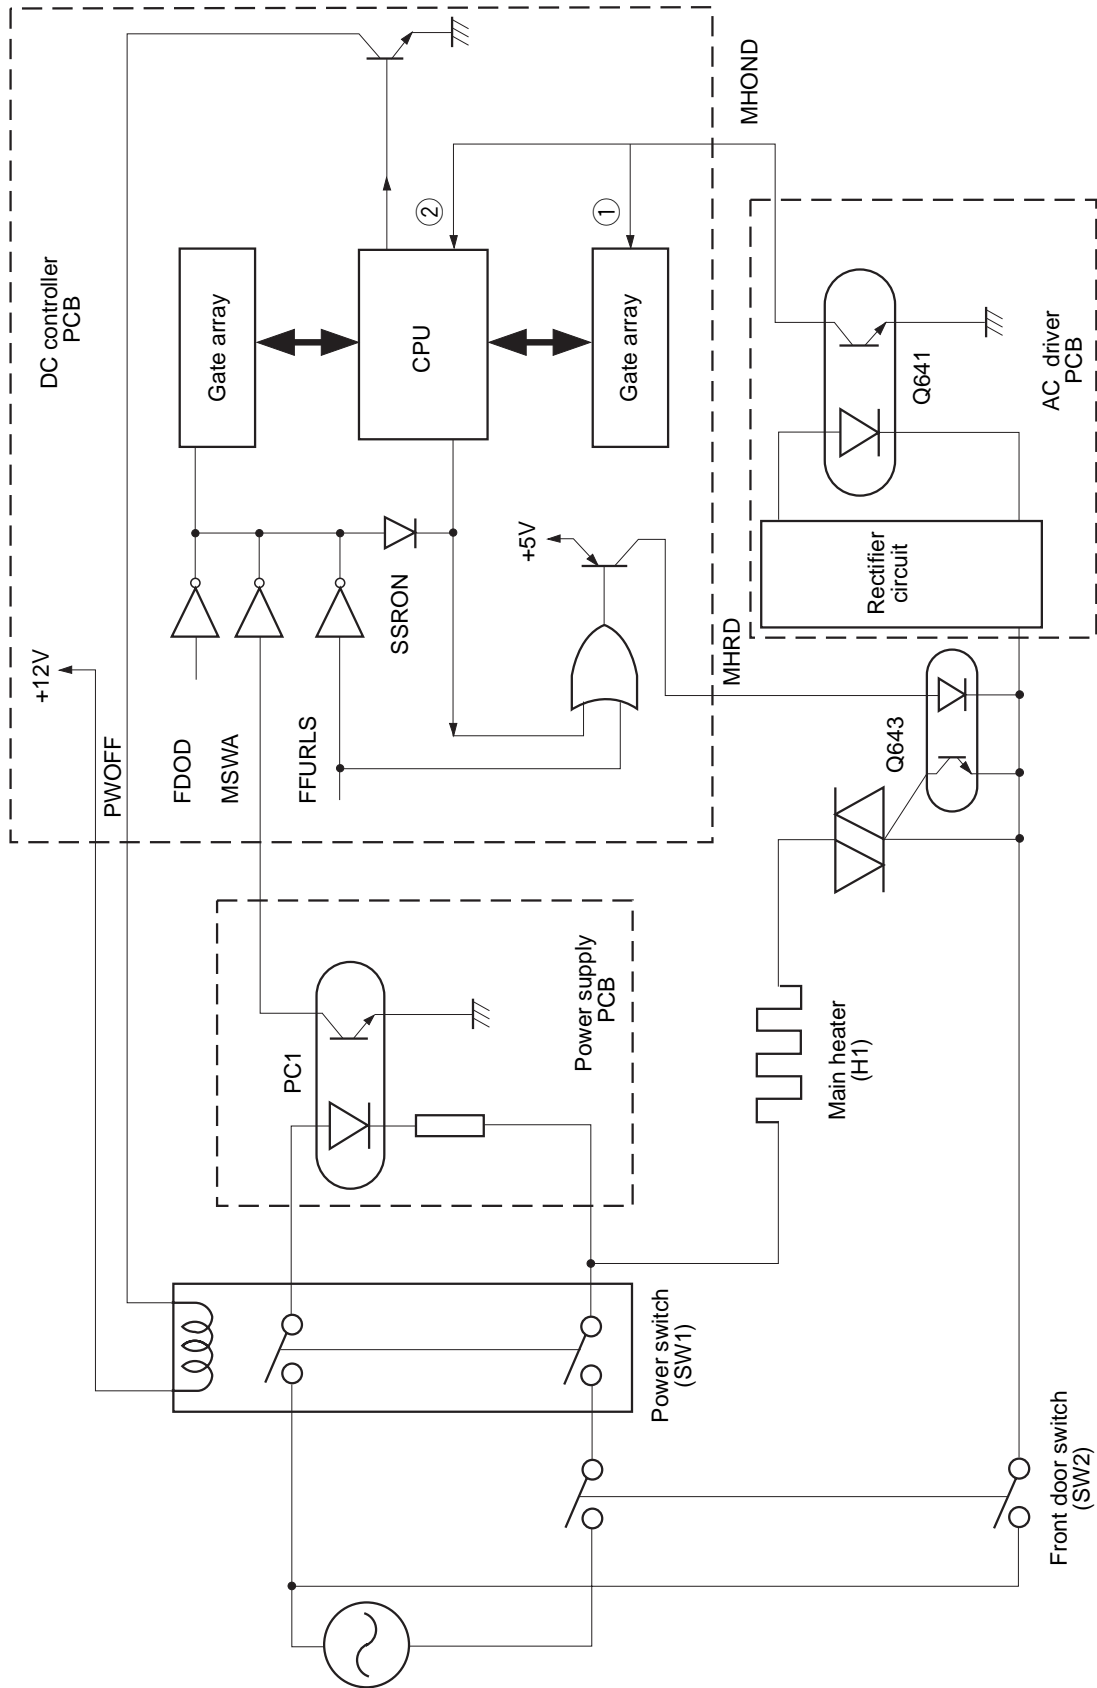 DC controller
PCB
+12V
PWOFF
FDOD
MSWA
FFURLS
SSRON
Gate array
CPU
Gate array
②
①
+5V
MHRD
MHOND
AC driver
PCB
Rectifier
circuit
Q641
Q643
Power supply
PCB
PC1
Main heater
(H1)
Power switch
(SW1)
Front door switch
(SW2)